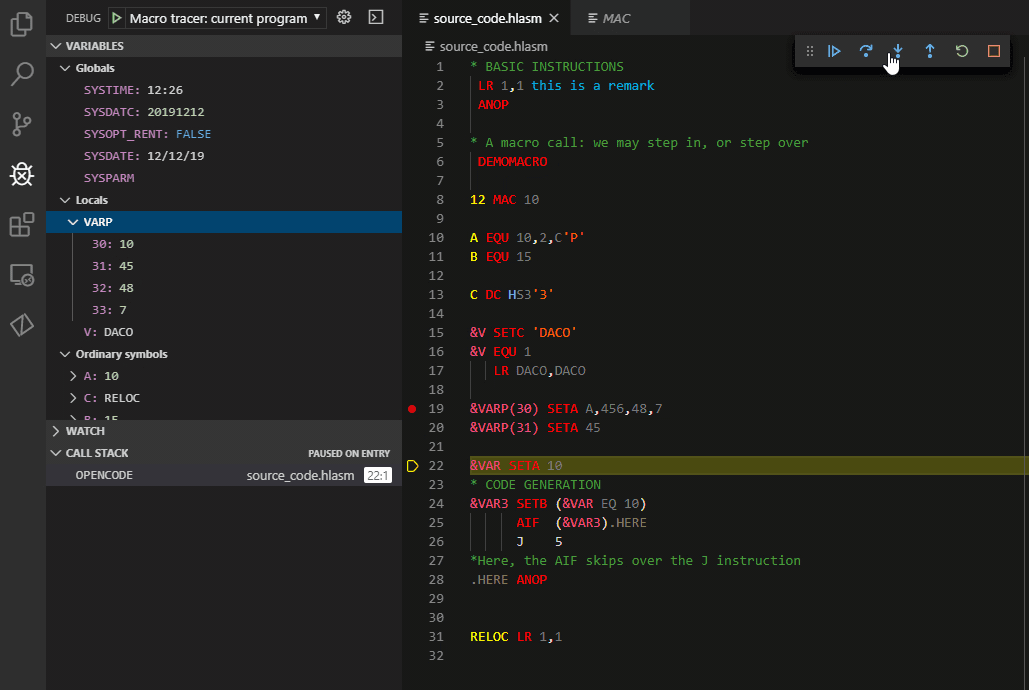 DEBUG Macro tracer: current program
VARIABLES
Globals
SYSTIME: 12:26
SYSDATC: 20191212
SYSOPT_RENT: FALSE
SYSDATE: 12/12/19
SYSPARM
Locals
VARP
30: 10
31: 45
32: 48
33: 7
V: DACO
Ordinary symbols
A: 10
C: RELOC
B: 15
WATCH
CALL STACK PAUSED ON ENTRY
OPENCODE source_code.hlasm 22:1
source_code.hlasm MAC
source_code.hlasm
1 * BASIC INSTRUCTIONS
2 LR 1,1 this is a remark
3 ANOP
4
5 * A macro call: we may step in, or step over
6 DEMOMACRO
7
8 12 MAC 10
9
10 A EQU 10,2,C'P'
11 B EQU 15
12
13 C DC HS3'3'
14
15 &V SETC 'DACO'
16 &V EQU 1
17 LR DACO,DACO
18
19 &VARP(30) SETA A,456,48,7
20 &VARP(31) SETA 45
21
22 &VAR SETA 10
23 * CODE GENERATION
24 &VAR3 SETB (&VAR EQ 10)
25 AIF (&VAR3).HERE
26 J 5
27 *Here, the AIF skips over the J instruction
28 .HERE ANOP
29
30
31 RELOC LR 1,1
32